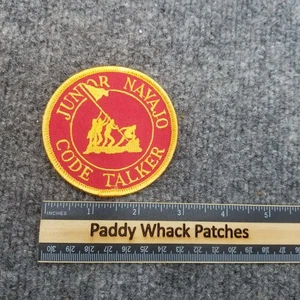 JUNIOR NAVAJO
CODE TALKER
INCHES 1 2 3 4 5
Paddy Whack Patches